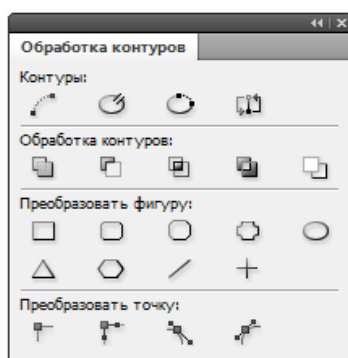 Обработка контуров
Контуры:
Обработка контуров:
Преобразовать фигуру:
Преобразовать точку: